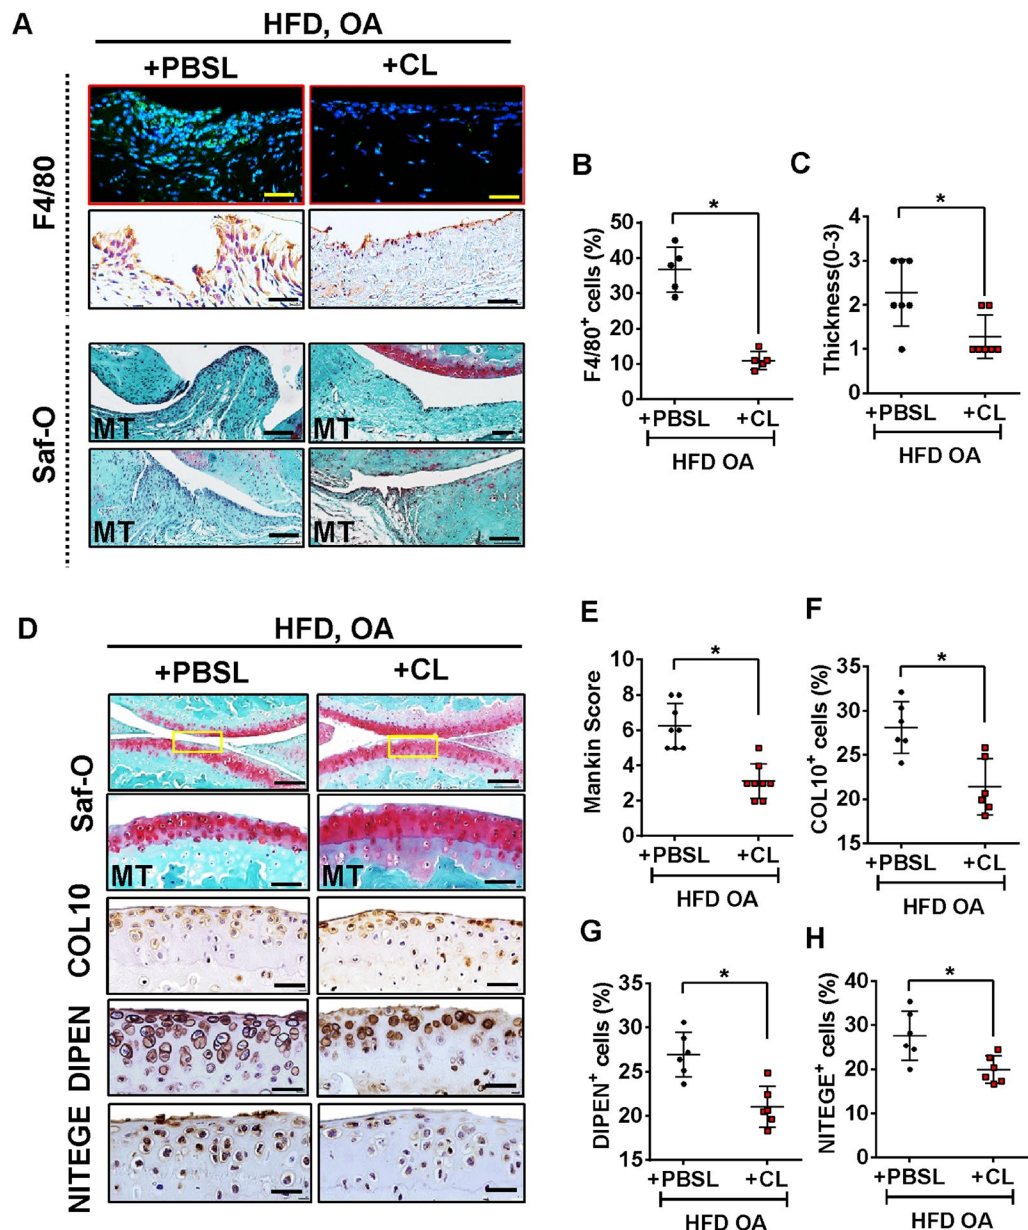 A
HFD, OA
+PBSL
+CL
F4/80
Saf-O
MT
MT
MT
MT
B
F4/80+ cells (%)
50
40
30
20
10
0
*
+PBSL
+CL
HFD OA
C
Thickness(0-3)
4
3
2
1
0
*
+PBSL
+CL
HFD OA
D
HFD, OA
+PBSL
+CL
Saf-O
MT
MT
COL10
DIPEN
NITEGE
E
Mankin Score
10
8
6
4
2
0
*
+PBSL
+CL
HFD OA
F
COL10+ cells (%)
35
30
25
20
15
*
+PBSL
+CL
HFD OA
G
DIPEN+ cells (%)
35
30
25
20
15
*
+PBSL
+CL
HFD OA
H
NITEGE+ cells (%)
40
30
20
10
0
*
+PBSL
+CL
HFD OA